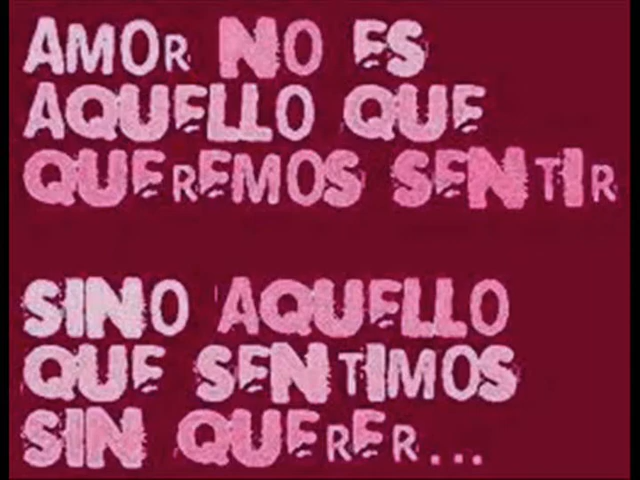 AMOR NO ES
AQUELLO QUE
QUEREMOS SENTIR
SINO AQUELLO
QUE SENTIMOS
SIN QUERER...